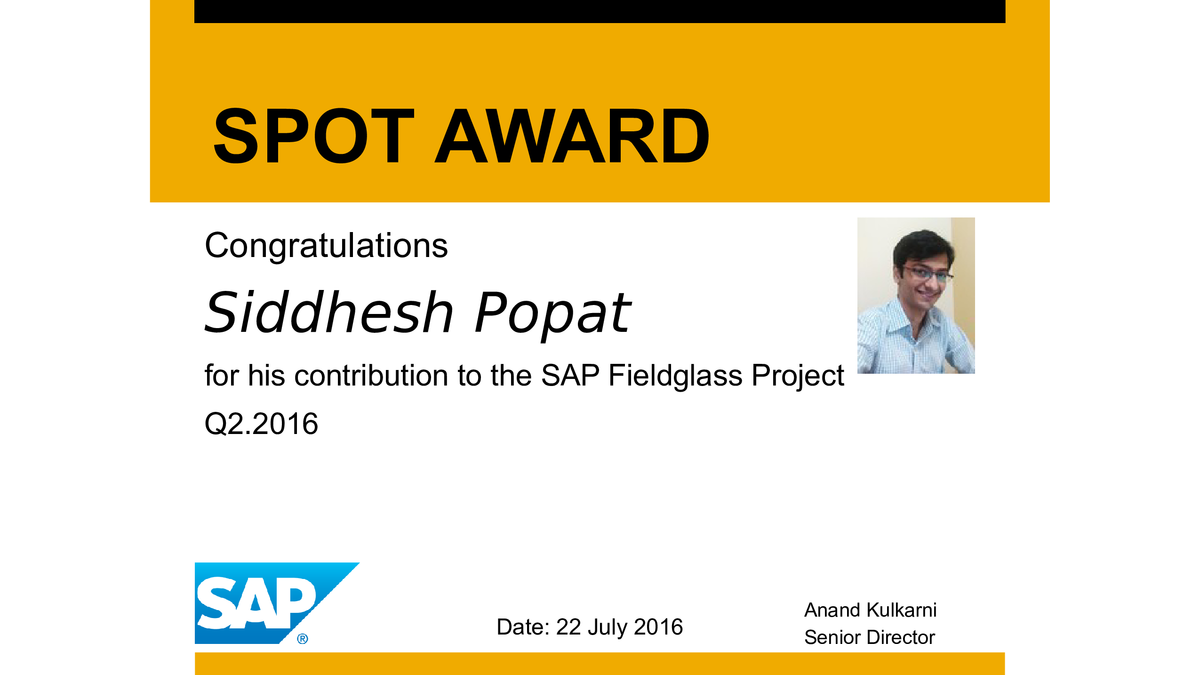 SPOT AWARD
Congratulations
Siddhesh Popat
for his contribution to the SAP Fieldglass Project
Q2.2016
SAP ®
Date: 22 July 2016
Anand Kulkarni
Senior Director